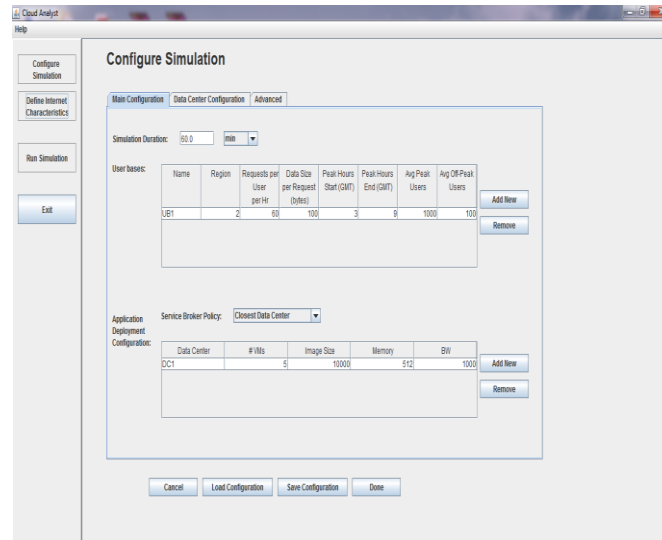 Cloud Analyst
Help
Configure
Simulation
Define Internet
Characteristics
Run Simulation
Exit
Configure Simulation
Main Configuration Data Center Configuration Advanced
Simulation Duration: 60.0 min
User bases:
Name Region Requests per User per Hr Data Size per Request (bytes) Peak Hours Start (GMT) Peak Hours End (GMT) Avg Peak Users Avg Off-Peak Users
UB1 2 60 100 3 9 1000 100
Add New
Remove
Application
Deployment
Configuration:
Service Broker Policy: Closest Data Center
Data Center # VMs Image Size Memory BW
DC1 5 10000 512 1000
Add New
Remove
Cancel Load Configuration Save Configuration Done